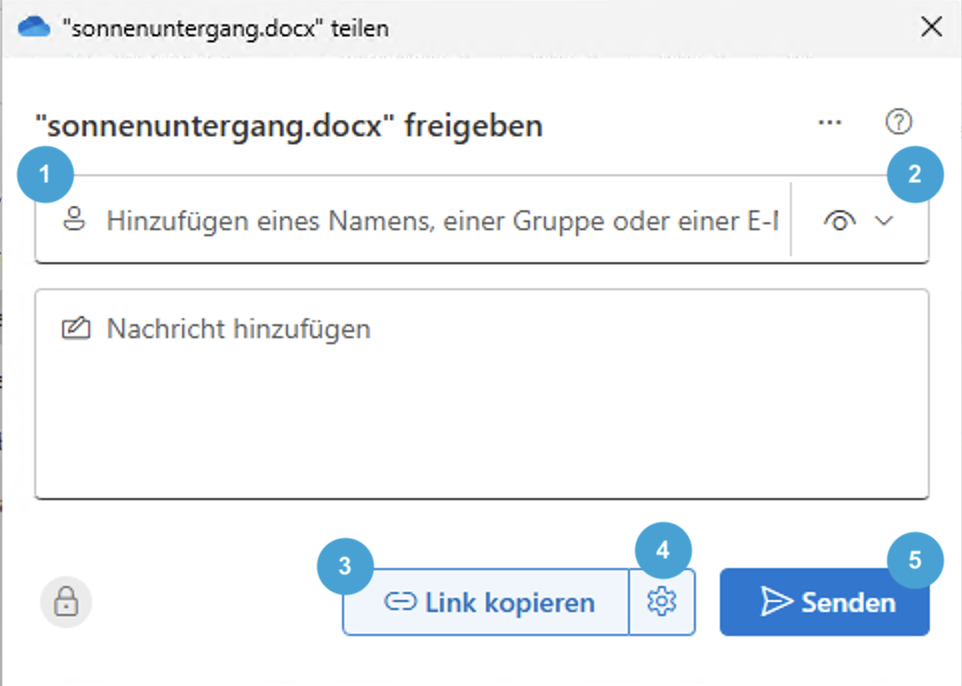 "sonnenuntergang.docx" teilen
"sonnenuntergang.docx" freigeben
1
2
Hinzufügen eines Namens, einer Gruppe oder einer E-
Nachricht hinzufügen
3
4
5
Link kopieren
Senden